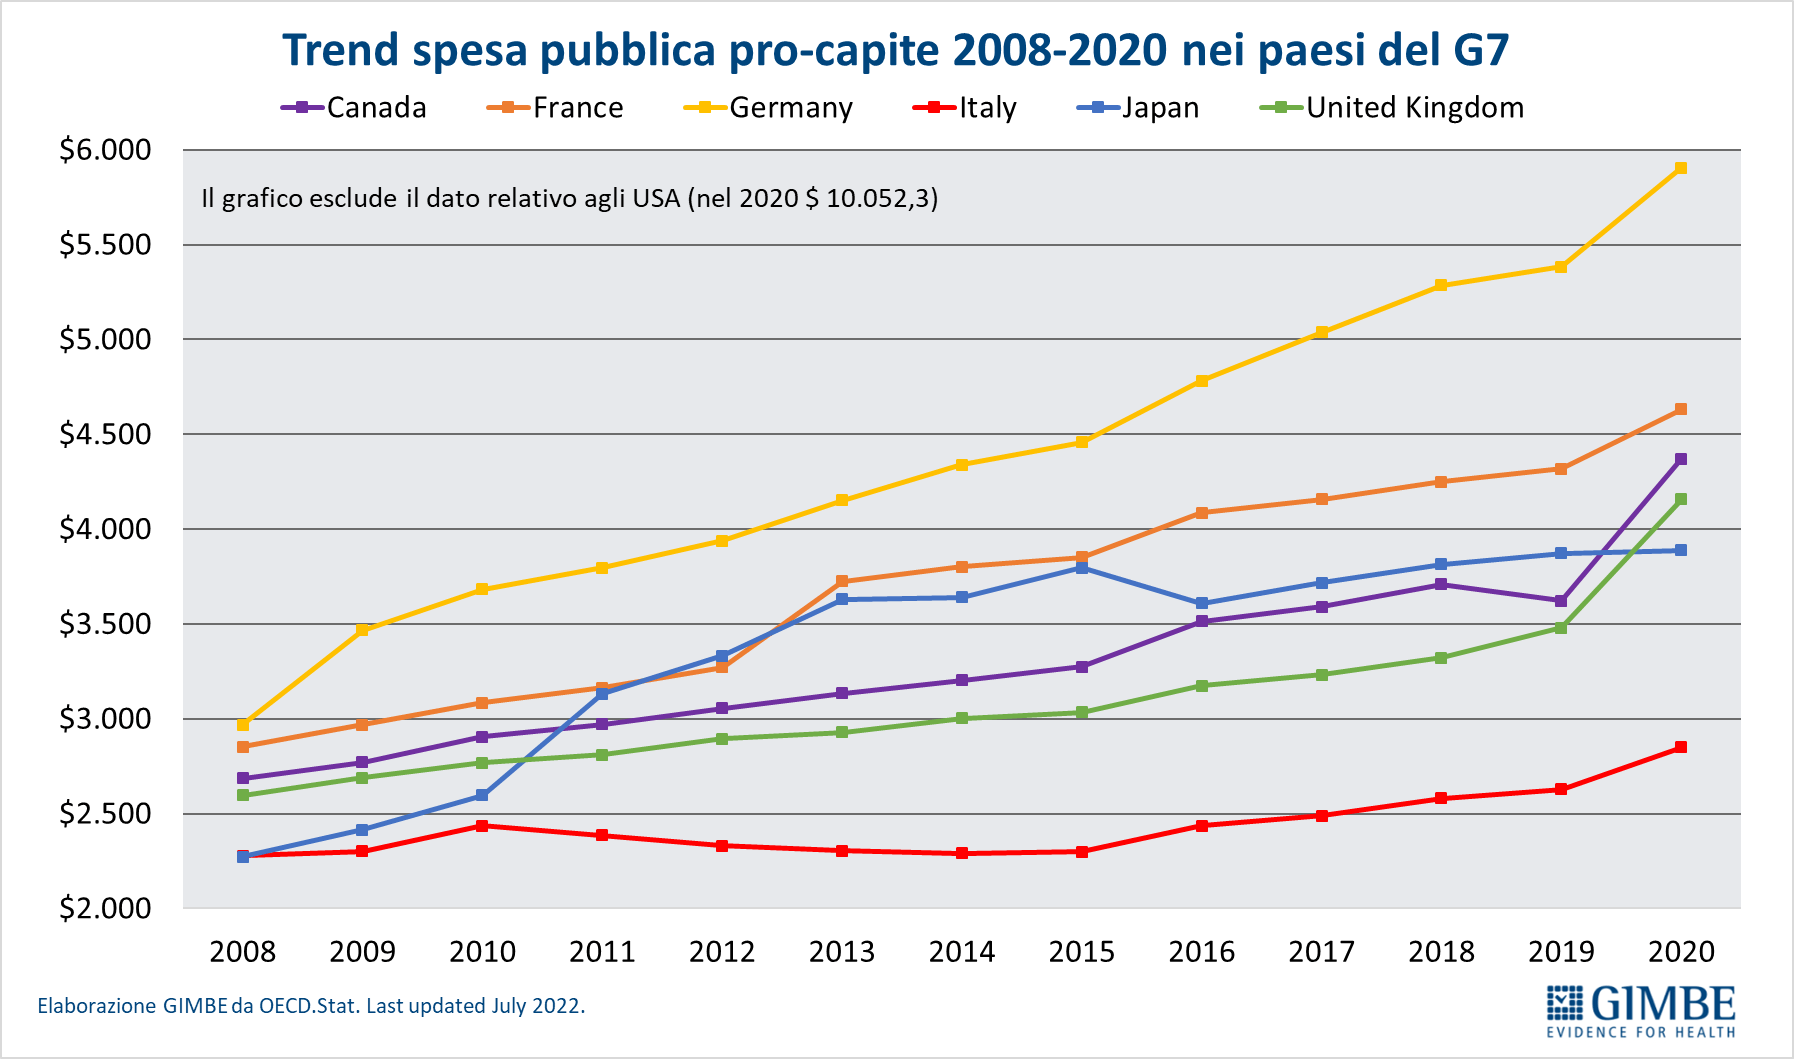 Trend spesa pubblica pro-capite 2008-2020 nei paesi del G7
Canada France Germany Italy Japan United Kingdom
$6.000
Il grafico esclude il dato relativo agli USA (nel 2020 $ 10.052,3)
$5.500
$5.000
$4.500
$4.000
$3.500
$3.000
$2.500
$2.000
2008 2009 2010 2011 2012 2013 2014 2015 2016 2017 2018 2019 2020
Elaborazione GIMBE da OECD.Stat. Last updated July 2022.
GIMBE
EVIDENCE FOR HEALTH